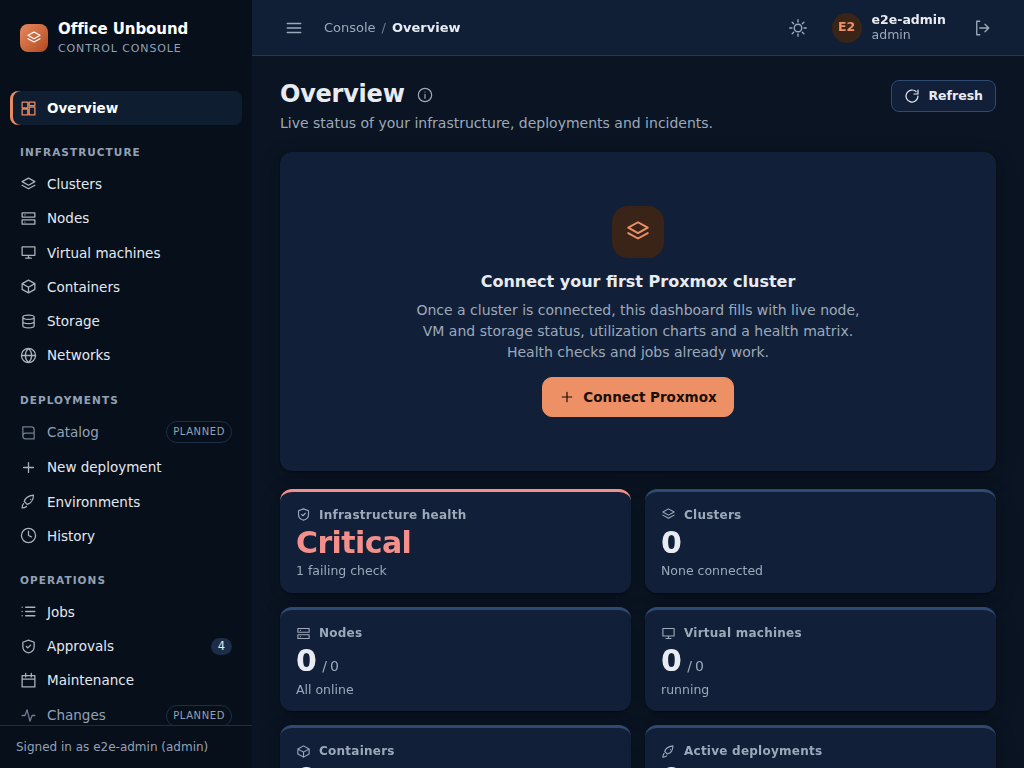 Office Unbound
CONTROL CONSOLE
Overview
INFRASTRUCTURE
Clusters
Nodes
Virtual machines
Containers
Storage
Networks
DEPLOYMENTS
Catalog PLANNED
New deployment
Environments
History
OPERATIONS
Jobs
Approvals 4
Maintenance
Changes PLANNED
Signed in as e2e-admin (admin)
Console / Overview
E2
e2e-admin
admin
Overview
Refresh
Live status of your infrastructure, deployments and incidents.
Connect your first Proxmox cluster
Once a cluster is connected, this dashboard fills with live node,
VM and storage status, utilization charts and a health matrix.
Health checks and jobs already work.
Connect Proxmox
Infrastructure health
Critical
1 failing check
Clusters
0
None connected
Nodes
0 / 0
All online
Virtual machines
0 / 0
running
Containers
Active deployments